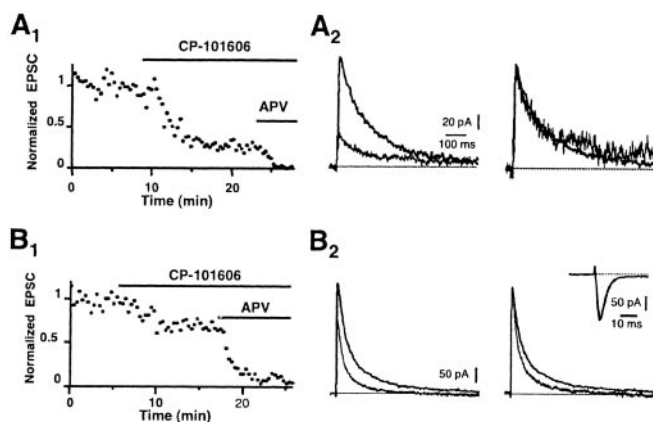 A1
CP-101606
APV
Normalized EPSC
1
0.5
0
0
10
20
Time (min)
A2
20 pA
100 ms
B1
CP-101606
APV
Normalized EPSC
1
0.5
0
0
10
20
Time (min)
B2
50 pA
50 pA
10 ms